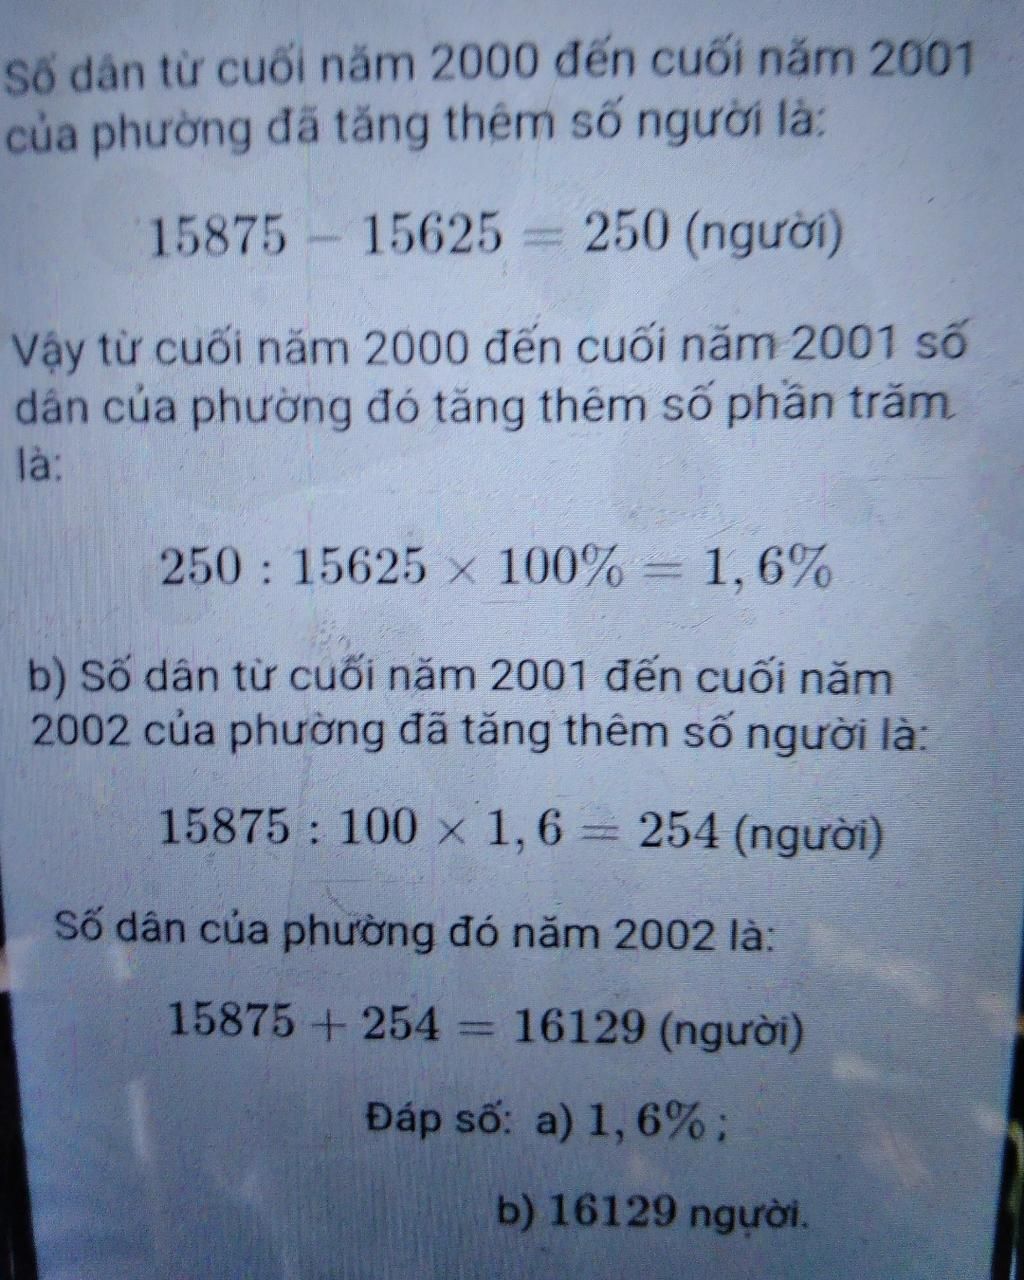 Số dân từ cuối năm 2000 đến cuối năm 2001
của phường đã tăng thêm số người là:
15875 − 15625 = 250 (người)
Vậy từ cuối năm 2000 đến cuối năm 2001 số
dân của phường đó tăng thêm số phần trăm
là:
250 : 15625 × 100% = 1, 6%
b) Số dân từ cuối năm 2001 đến cuối năm
2002 của phường đã tăng thêm số người là:
15875 : 100 × 1, 6 = 254 (người)
Số dân của phường đó năm 2002 là:
15875 + 254 = 16129 (người)
Đáp số: a) 1, 6% ;
b) 16129 người.